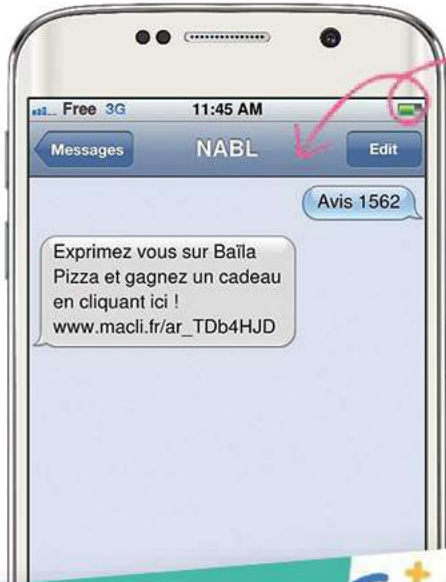 Free 3G 11:45 AM
Messages NABL Edit
Avis 1562
Exprimez vous sur Baïla
Pizza et gagnez un cadeau
en cliquant ici !
www.macli.fr/ar_TDb4HJD